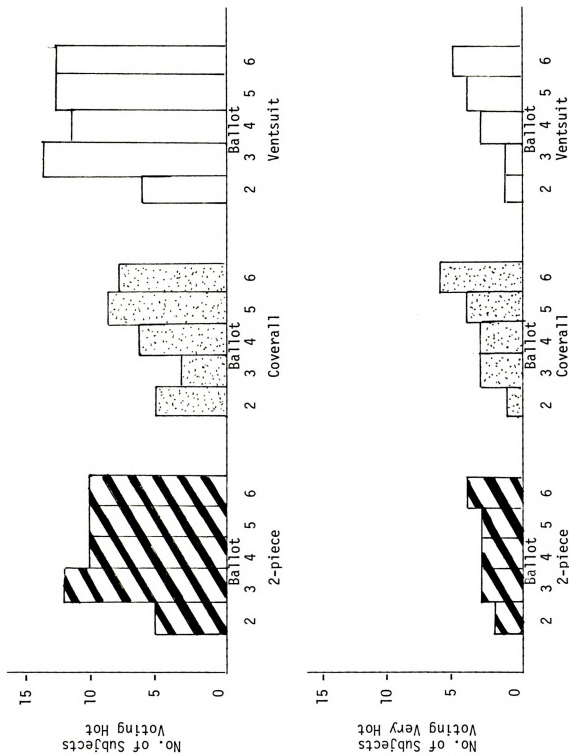 No. of Subjects
Voting Hot
15
10
5
0
2 3 4 5 6
Ballot
2-piece
2 3 4 5 6
Ballot
Coverall
2 3 4 5 6
Ballot
Ventsuit
No. of Subjects
Voting Very Hot
15
10
5
0
2 3 4 5 6
Ballot
2-piece
2 3 4 5 6
Ballot
Coverall
2 3 4 5 6
Ballot
Ventsuit